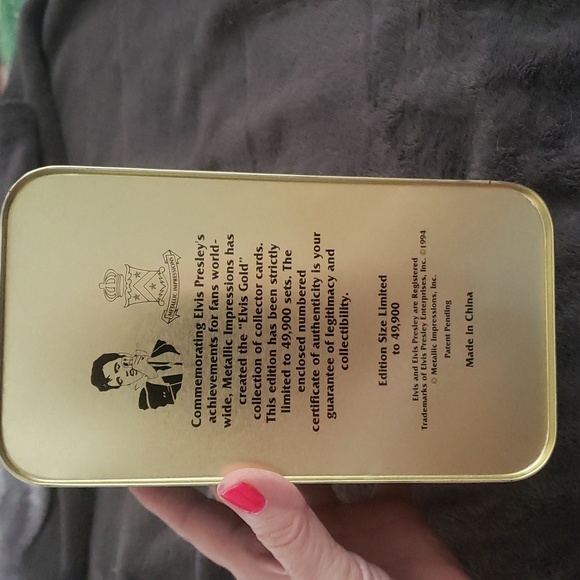 METALLIC IMPRESSIONS
Commemorating Elvis Presley's
achievements for fans world-
wide, Metallic Impressions has
created the "Elvis Gold"
collection of collector cards.
This edition has been strictly
limited to 49,900 sets. The
enclosed numbered
certificate of authenticity is your
guarantee of legitimacy and
collectibility.
Edition Size Limited
to 49,900
Elvis and Elvis Presley are Registered
Trademarks of Elvis Presley Enterprises, Inc. ©1994
© Metallic Impressions, Inc.
Patent Pending
Made in China